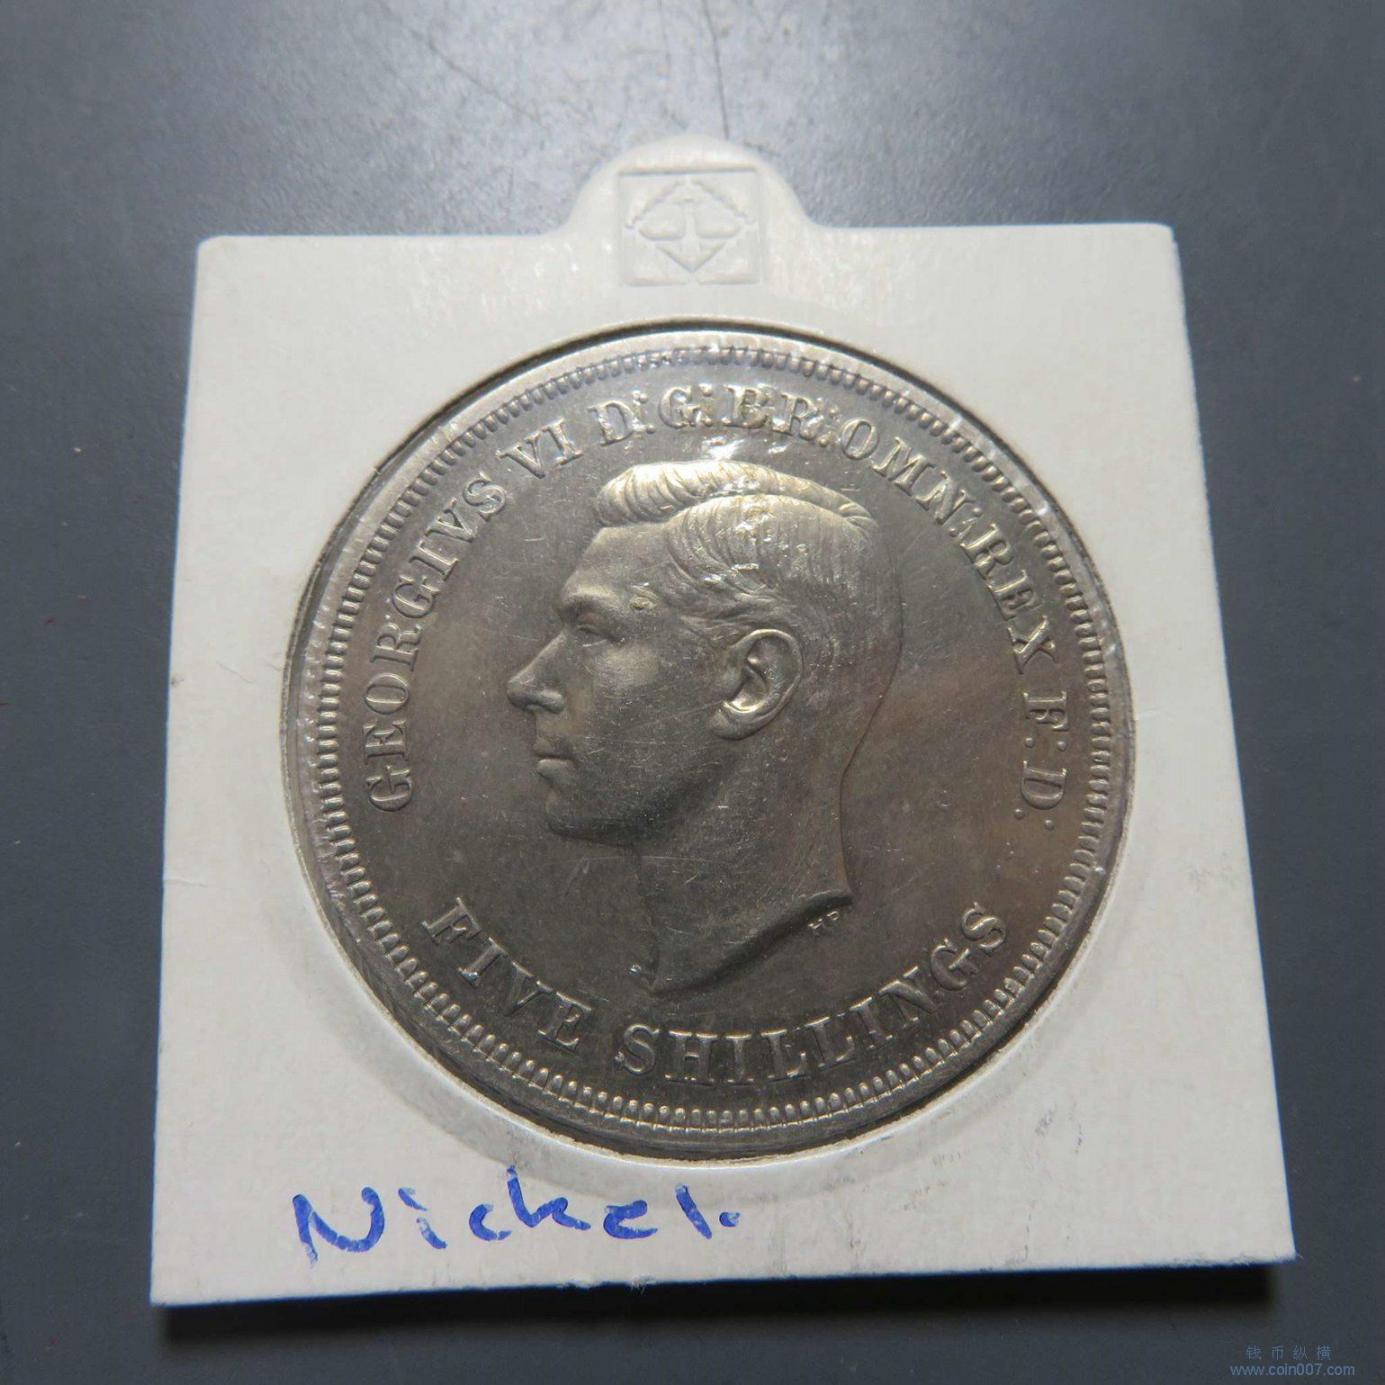 GEORGIVS VI D:G:BR:OMN:REX F:D.
HP
FIVE SHILLINGS
Nickel.
钱币纵横
www.coin007.com